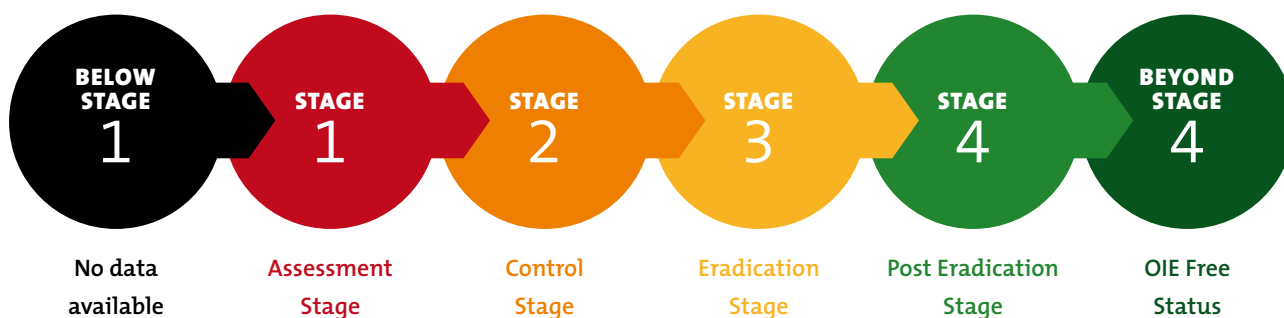 BELOW
STAGE
1
STAGE
1
STAGE
2
STAGE
3
STAGE
4
BEYOND
STAGE
4
No data
available
Assessment
Stage
Control
Stage
Eradication
Stage
Post Eradication
Stage
OIE Free
Status